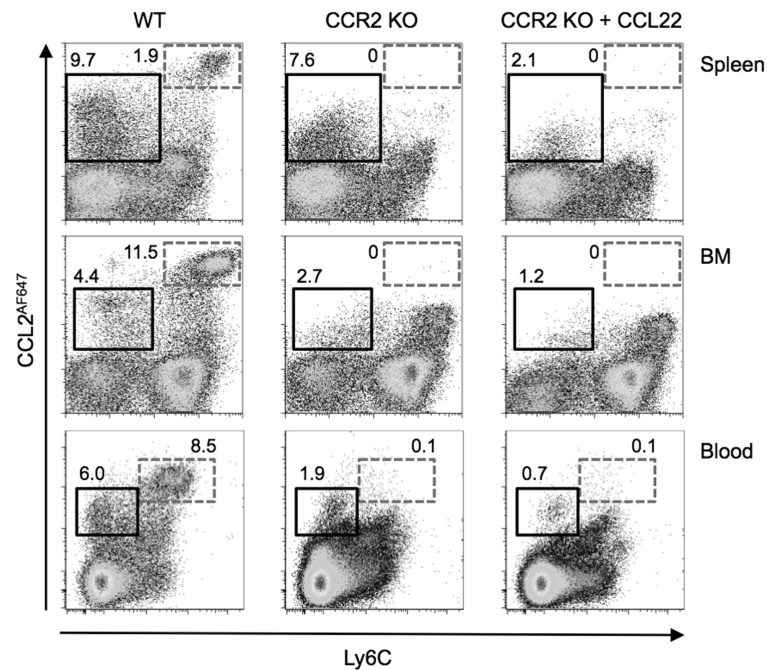 WT CCR2 KO CCR2 KO + CCL22
9.7 1.9 7.6 0 2.1 0 Spleen
11.5 0 0 BM
4.4 2.7 1.2
8.5 0.1 0.1 Blood
6.0 1.9 0.7
CCL2AF647
Ly6C